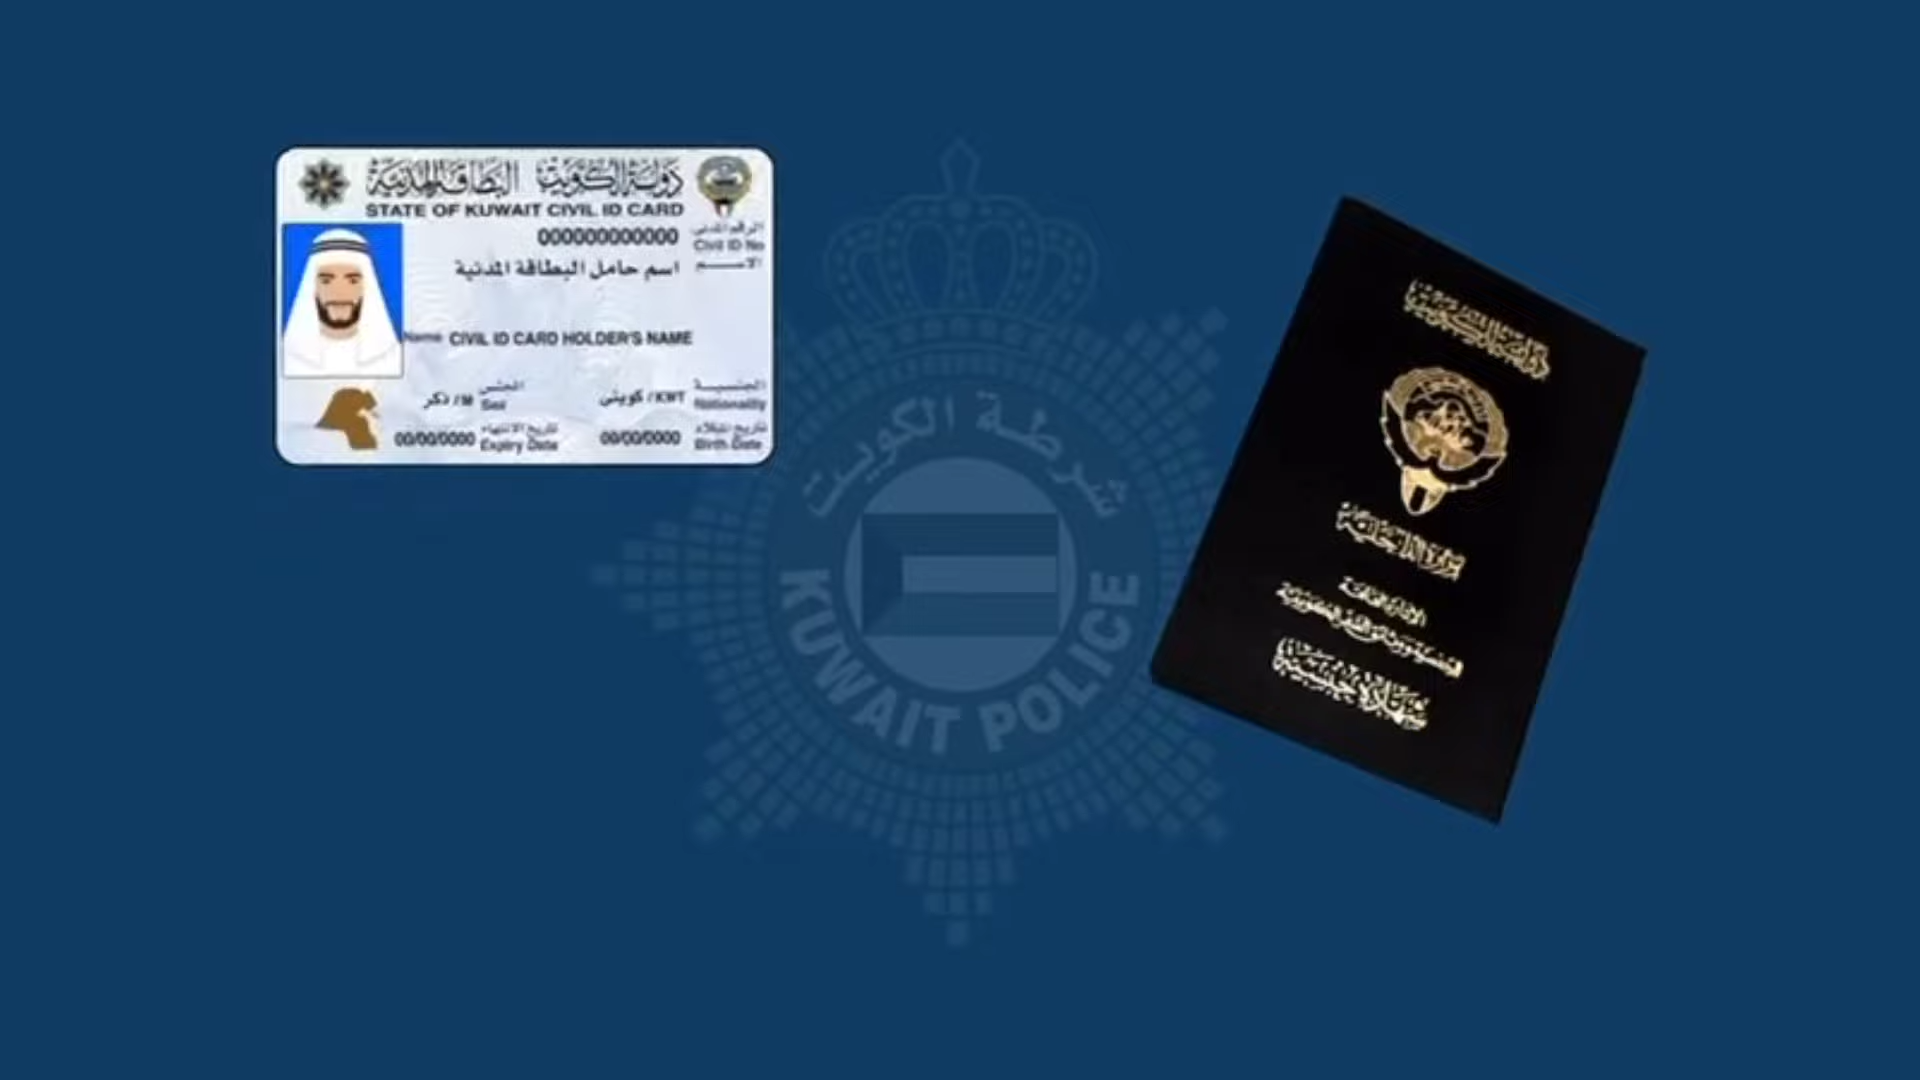 دولة الكويت البطاقة المدنية
STATE OF KUWAIT CIVIL ID CARD
000000000000 الرقم المدني
Civil ID No
اسم حامل البطاقة المدنية الاســـم
Name CIVIL ID CARD HOLDER'S NAME
الجنسيـــة كويتي / KWT الجنس ذكر / M
Nationality Sex
تاريخ الميلاد 00/00/0000 تاريخ الانتهاء 00/00/0000
Birth Date Expiry Date
شرطة الكويت
KUWAIT POLICE
دولة الكويت
وزارة الداخلية
شهادة جنسية